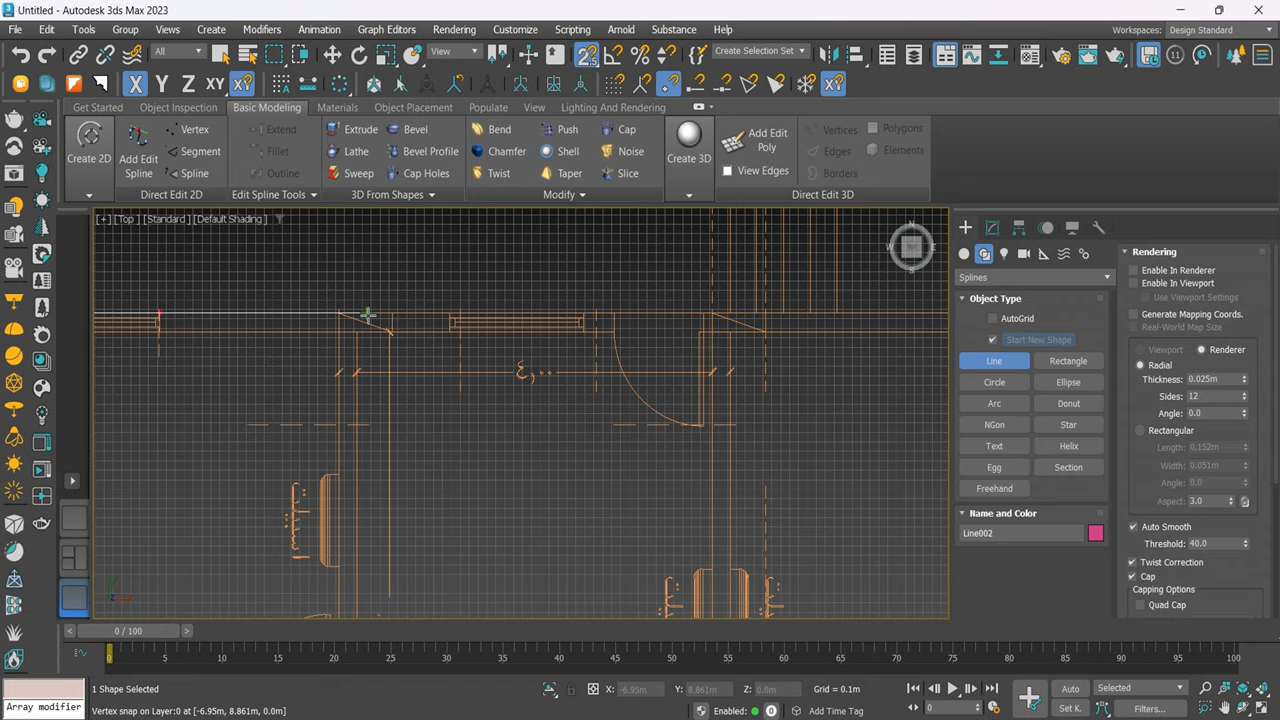 Untitled - Autodesk 3ds Max 2023
File Edit Tools Group Views Create Modifiers Animation Graph Editors Rendering Customize Scripting Arnold Substance Help
Workspaces: Design Standard
All View Create Selection Set
X Y Z XY
Get Started Object Inspection Basic Modeling Materials Object Placement Populate View Lighting And Rendering
Create 2D
Add Edit Spline
Vertex
Segment
Spline
Direct Edit 2D
Extend
Fillet
Outline
Edit Spline Tools
Extrude Bevel
Lathe Bevel Profile
Sweep Cap Holes
3D From Shapes
Bend Push Cap
Chamfer Shell Noise
Twist Taper Slice
Modify
Create 3D
Add Edit Poly
View Edges
Vertices Polygons
Edges Elements
Borders
Direct Edit 3D
[+] [Top ] [Standard ] [Default Shading]
N
W E
S
٤,٠٠
Splines
Object Type
AutoGrid
Start New Shape
Line Rectangle
Circle Ellipse
Arc Donut
NGon Star
Text Helix
Egg Section
Freehand
Name and Color
Line002
Rendering
Enable In Renderer
Enable In Viewport
Use Viewport Settings
Generate Mapping Coords.
Real-World Map Size
Viewport Renderer
Radial
Thickness: 0.025m
Sides: 12
Angle: 0.0
Rectangular
Length: 0.152m
Width: 0.051m
Angle: 0.0
Aspect: 3.0
Auto Smooth
Threshold: 40.0
Twist Correction
Cap
Capping Options
Quad Cap
< 0 / 100 >
0 5 10 15 20 25 30 35 40 45 50 55 60 65 70 75 80 85 90 95 100
Array modifier
1 Shape Selected
Vertex snap on Layer:0 at [-6.95m, 8.861m, 0.0m]
X: -6.95m Y: 8.861m Z: 0.0m Grid = 0.1m
Enabled: 0 Add Time Tag
0
Auto Selected
Set K. Filters...